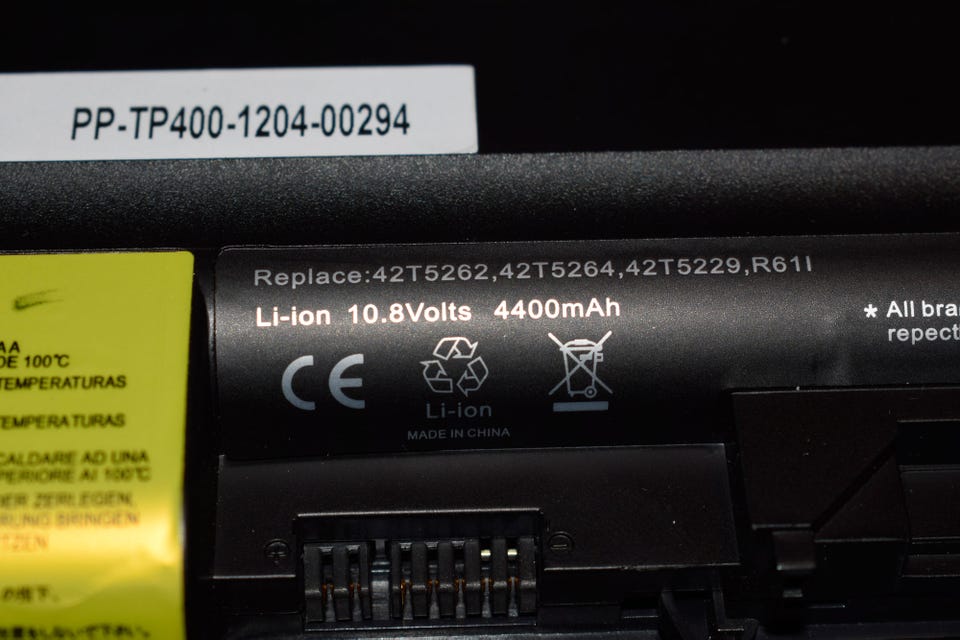 PP-TP400-1204-00294
Replace:42T5262,42T5264,42T5229,R61I
Li-ion 10.8Volts 4400mAh
* All bra
repect
CE
Li-ion
MADE IN CHINA
AA
DE 100°C
TEMPERATURAS
TEMPERATURAS
CALDARE AD UNA
PERIORE AI 100°C
DER ZERLEGEN,
RUNG BRINGEN
TZEN